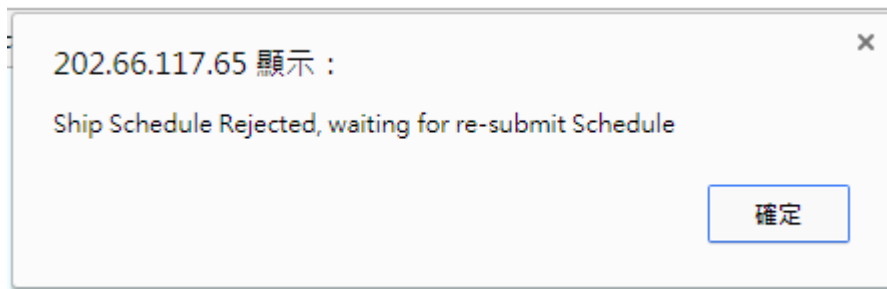 202.66.117.65 顯示：
Ship Schedule Rejected, waiting for re-submit Schedule
確定